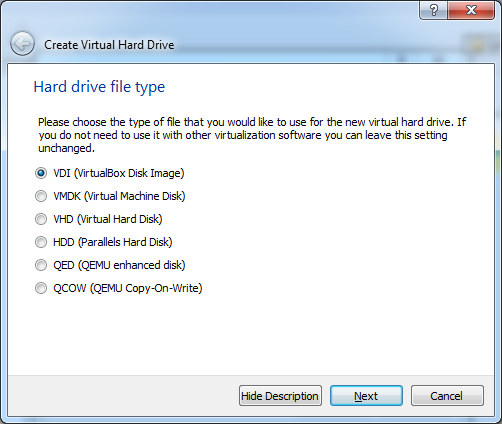 ?
Create Virtual Hard Drive
Hard drive file type
Please choose the type of file that you would like to use for the new virtual hard drive. If
you do not need to use it with other virtualization software you can leave this setting
unchanged.
VDI (VirtualBox Disk Image)
VMDK (Virtual Machine Disk)
VHD (Virtual Hard Disk)
HDD (Parallels Hard Disk)
QED (QEMU enhanced disk)
QCOW (QEMU Copy-On-Write)
Hide Description Next Cancel